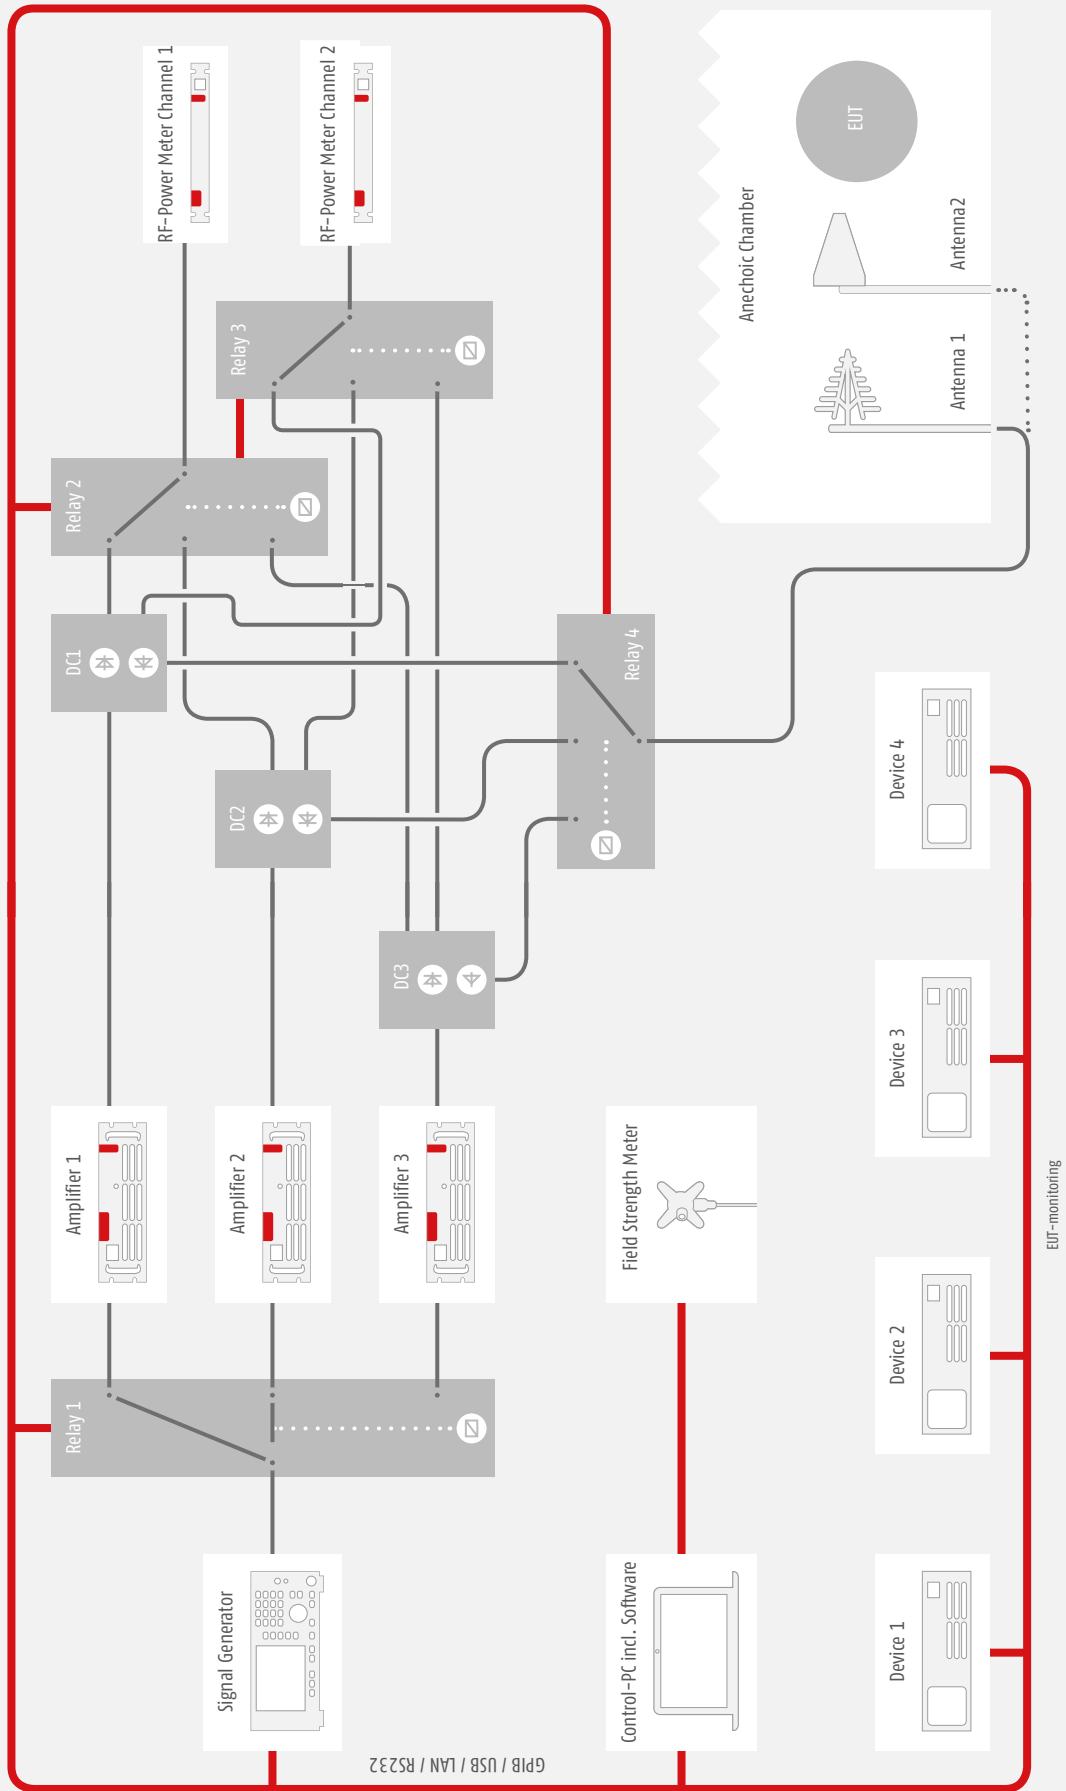 Signal Generator
Relay 1
Amplifier 1
Amplifier 2
Amplifier 3
DC1
DC2
DC3
Relay 2
Relay 3
Relay 4
RF-Power Meter Channel 1
RF-Power Meter Channel 2
Anechoic Chamber
EUT
Antenna 1
Antenna2
Control-PC incl. Software
Field Strength Meter
Device 1
Device 2
Device 3
Device 4
GPIB / USB / LAN / RS232
EUT-monitoring